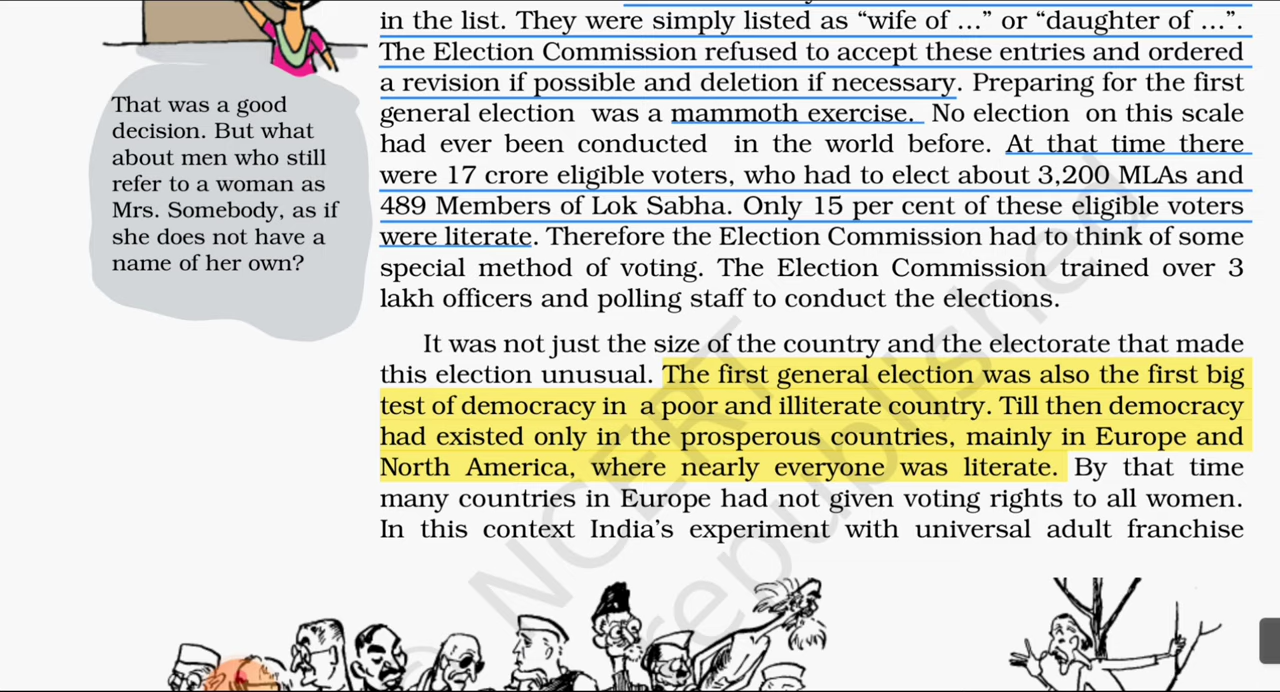 in the list. They were simply listed as “wife of ...” or “daughter of ...”.
The Election Commission refused to accept these entries and ordered
a revision if possible and deletion if necessary. Preparing for the first
general election was a mammoth exercise. No election on this scale
had ever been conducted in the world before. At that time there
were 17 crore eligible voters, who had to elect about 3,200 MLAs and
489 Members of Lok Sabha. Only 15 per cent of these eligible voters
were literate. Therefore the Election Commission had to think of some
special method of voting. The Election Commission trained over 3
lakh officers and polling staff to conduct the elections.
That was a good
decision. But what
about men who still
refer to a woman as
Mrs. Somebody, as if
she does not have a
name of her own?
It was not just the size of the country and the electorate that made
this election unusual. The first general election was also the first big
test of democracy in a poor and illiterate country. Till then democracy
had existed only in the prosperous countries, mainly in Europe and
North America, where nearly everyone was literate. By that time
many countries in Europe had not given voting rights to all women.
In this context India’s experiment with universal adult franchise
NCERT
republished